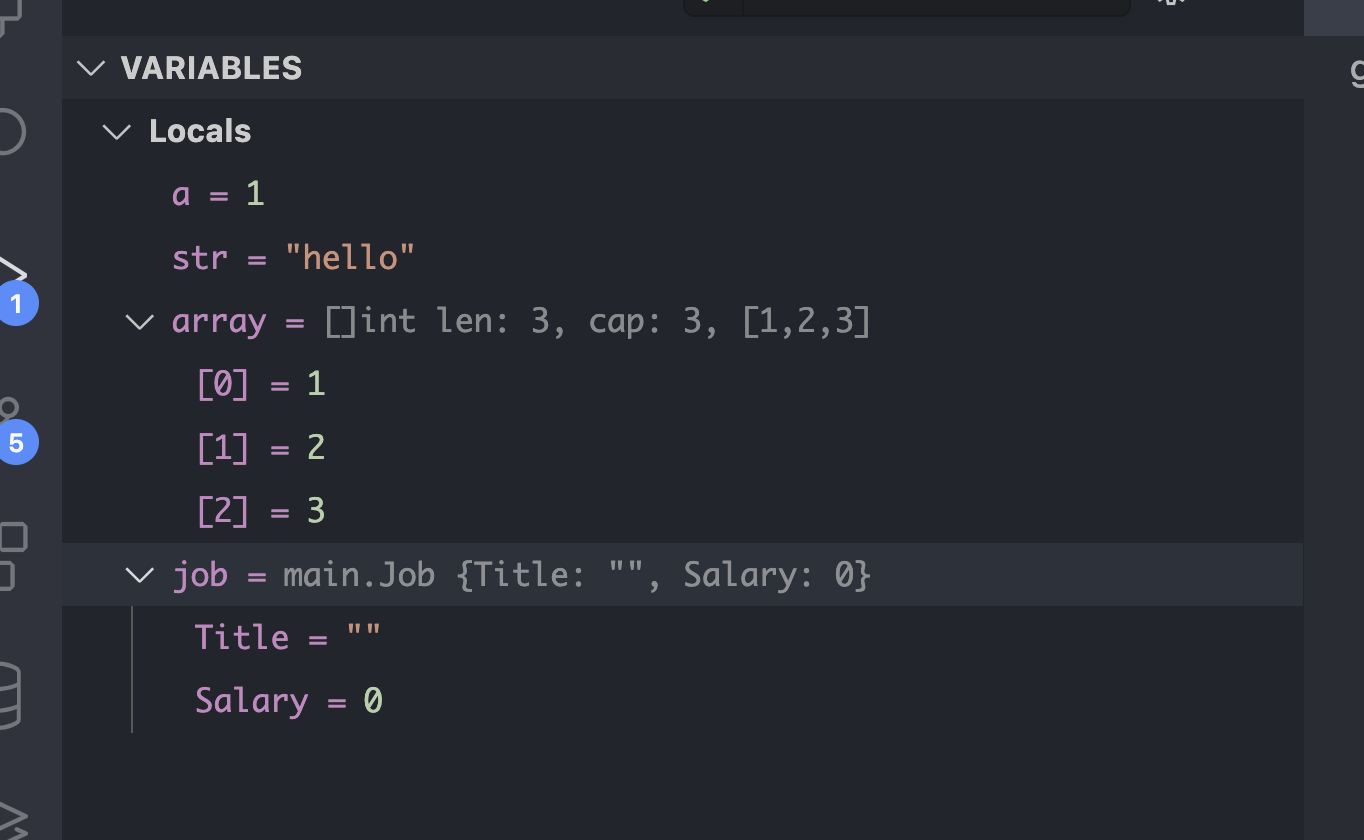 VARIABLES
Locals
a = 1
str = "hello"
array = []int len: 3, cap: 3, [1,2,3]
[0] = 1
1
[1] = 2
5
[2] = 3
job = main.Job {Title: "", Salary: 0}
Title = ""
Salary = 0